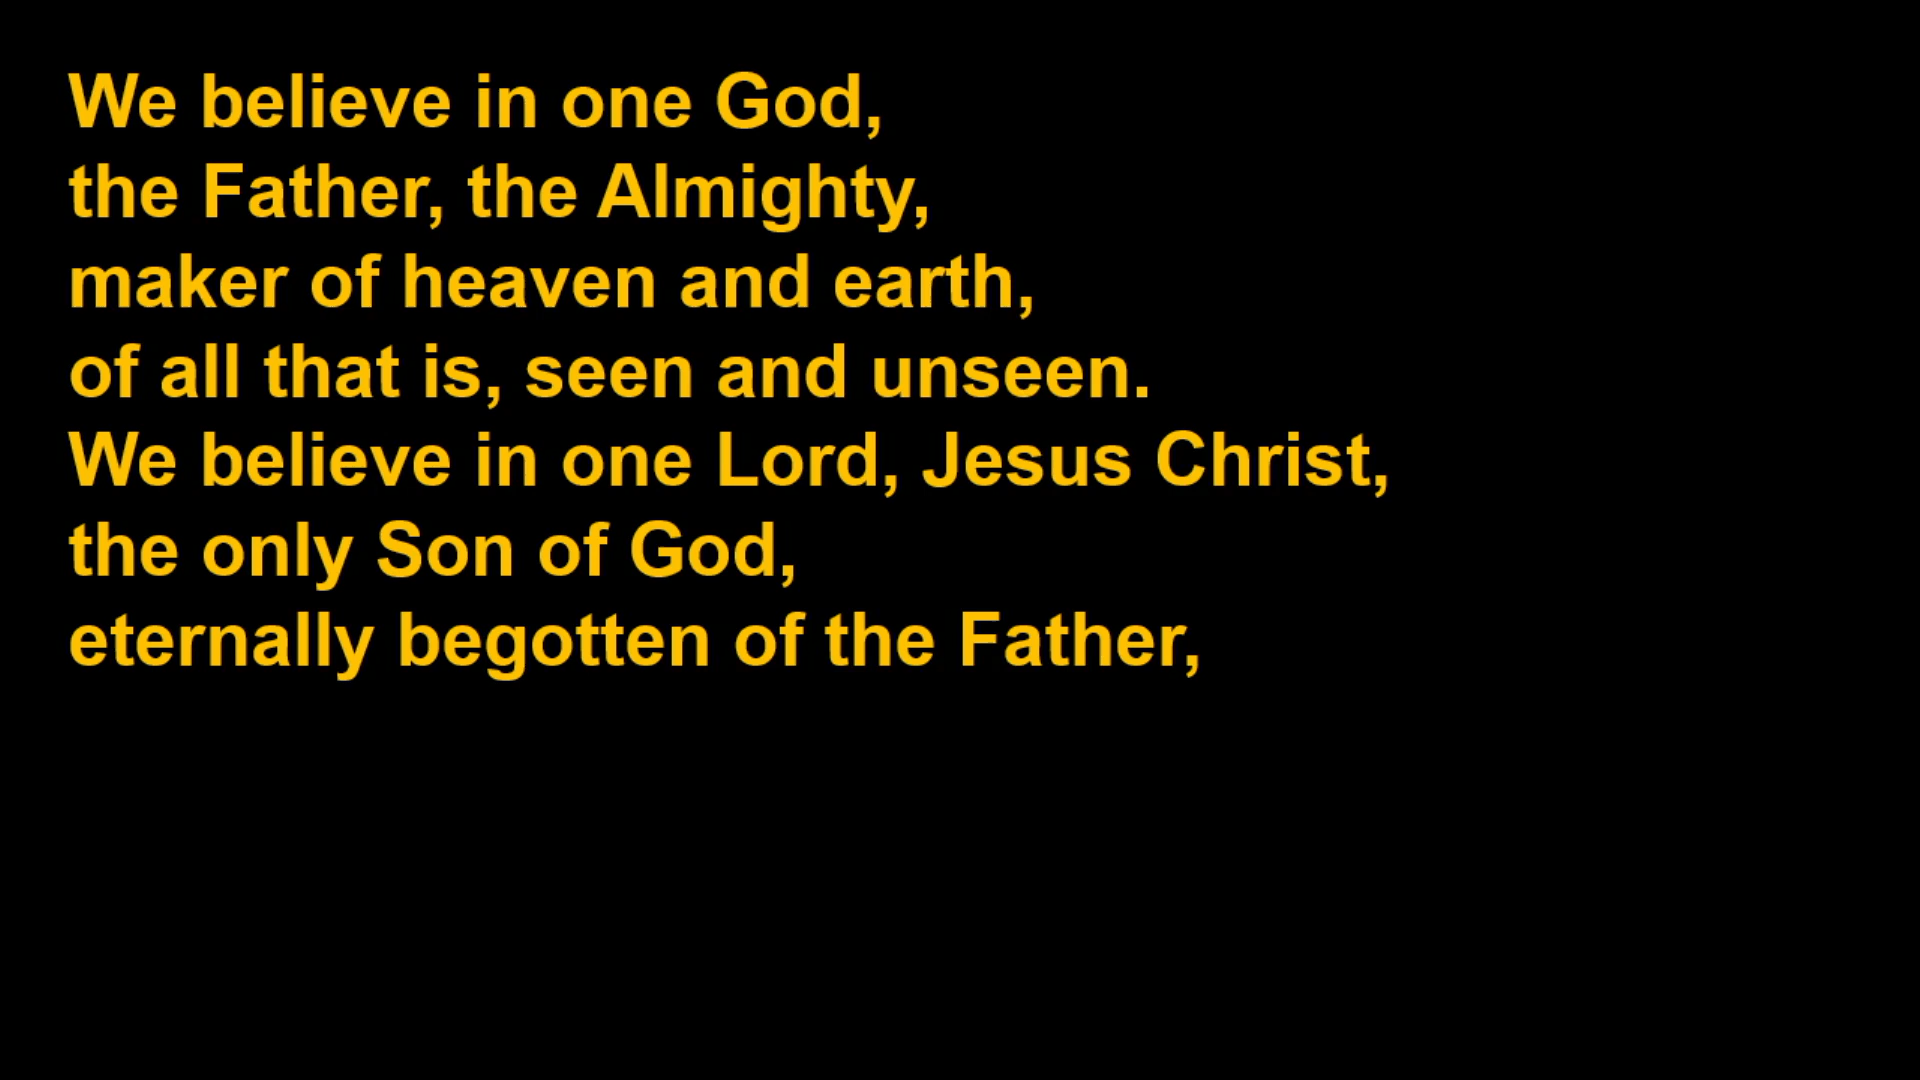 We believe in one God,
the Father, the Almighty,
maker of heaven and earth,
of all that is, seen and unseen.
We believe in one Lord, Jesus Christ,
the only Son of God,
eternally begotten of the Father,